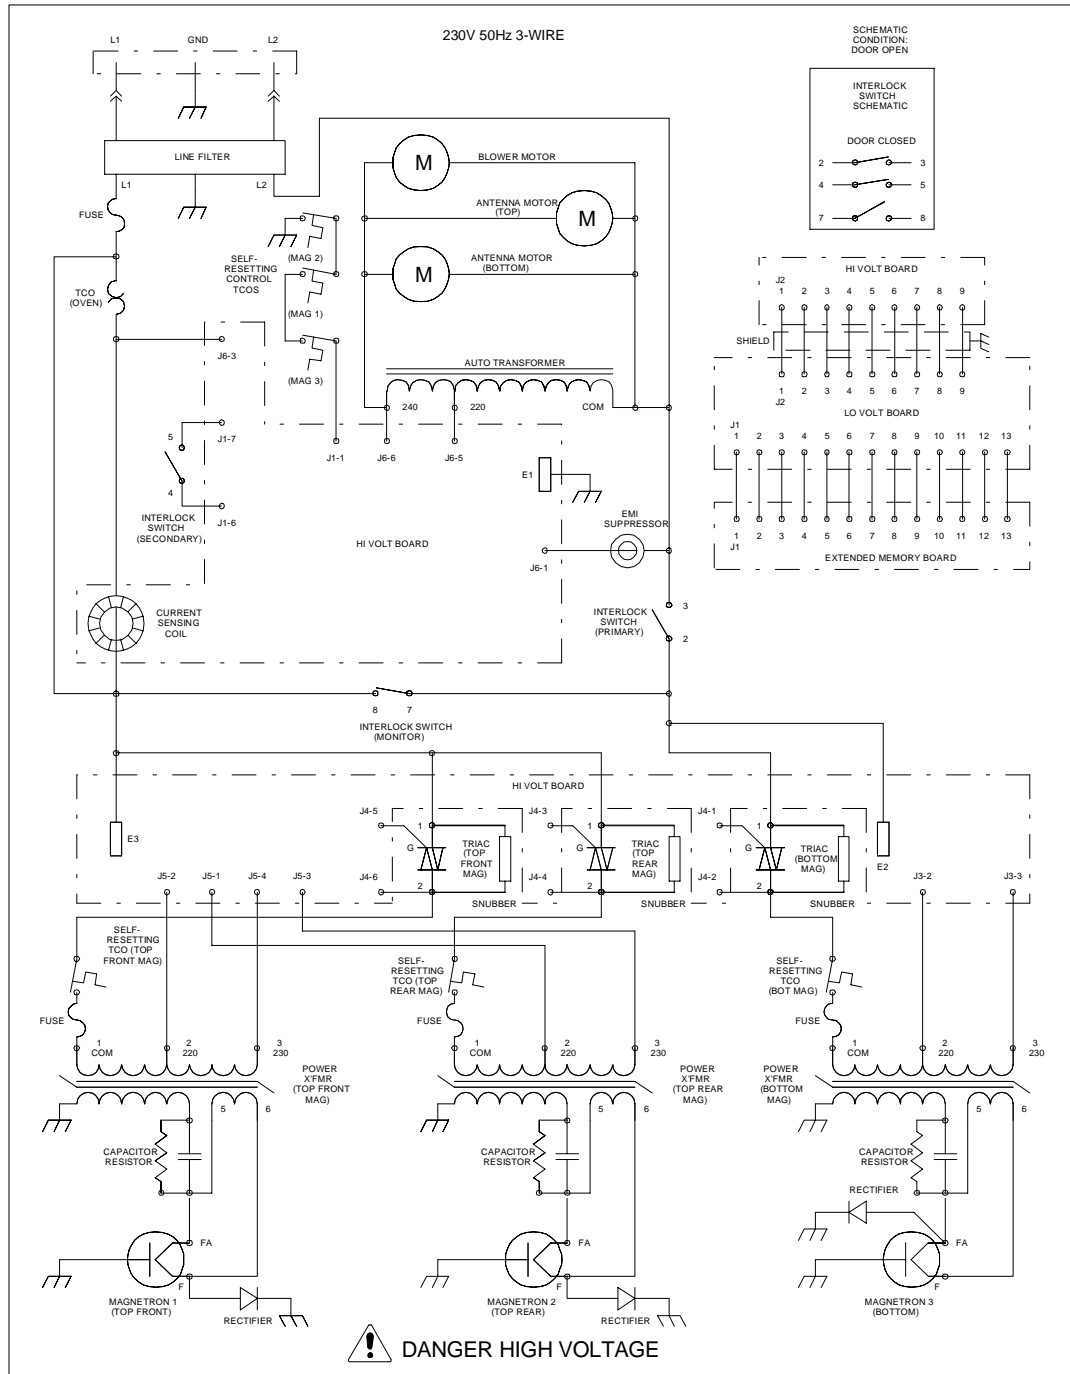 230V 50Hz 3-WIRE
SCHEMATIC
CONDITION:
DOOR OPEN
L1 GND L2
LINE FILTER
L1 L2
FUSE
TCO
(OVEN)
SELF-
RESETTING
CONTROL
TCOS
(MAG 2)
(MAG 1)
(MAG 3)
M BLOWER MOTOR
ANTENNA MOTOR
(TOP)
M
M ANTENNA MOTOR
(BOTTOM)
AUTO TRANSFORMER
240 220 COM
J1-1 J6-6 J6-5
INTERLOCK
SWITCH
SCHEMATIC
DOOR CLOSED
2 3
4 5
7 8
HI VOLT BOARD
J2
1 2 3 4 5 6 7 8 9
SHIELD
1 2 3 4 5 6 7 8 9
J2
LO VOLT BOARD
J1
1 2 3 4 5 6 7 8 9 10 11 12 13
1 2 3 4 5 6 7 8 9 10 11 12 13
J1
EXTENDED MEMORY BOARD
J6-3
5 J1-7
4 J1-6
INTERLOCK
SWITCH
(SECONDARY)
HI VOLT BOARD
E1
EMI
SUPPRESSOR
J6-1
CURRENT
SENSING
COIL
INTERLOCK
SWITCH
(PRIMARY)
3
2
8 7
INTERLOCK SWITCH
(MONITOR)
HI VOLT BOARD
E3
J4-5 1
G
TRIAC
(TOP
FRONT
MAG)
J4-6 2
SNUBBER
J4-3 1
G
TRIAC
(TOP
REAR
MAG)
J4-4 2
SNUBBER
J4-1 1
G
TRIAC
(BOTTOM
MAG)
J4-2 2
SNUBBER
E2
J5-2 J5-1 J5-4 J5-3
J3-2 J3-3
SELF-
RESETTING
TCO (TOP
FRONT MAG)
FUSE
1 2 3
COM 220 230
POWER
X'FMR
(TOP FRONT
MAG)
5 6
CAPACITOR
RESISTOR
FA
F
MAGNETRON 1
(TOP FRONT)
RECTIFIER
SELF-
RESETTING
TCO (TOP
REAR MAG)
FUSE
1 2 3
COM 220 230
POWER
X'FMR
(TOP REAR
MAG)
5 6
CAPACITOR
RESISTOR
FA
F
MAGNETRON 2
(TOP REAR)
RECTIFIER
SELF-
RESETTING
TCO
(BOT MAG)
FUSE
1 2 3
COM 220 230
POWER
X'FMR
(BOTTOM
MAG)
5 6
CAPACITOR
RESISTOR
RECTIFIER
FA
F
MAGNETRON 3
(BOTTOM)
! DANGER HIGH VOLTAGE